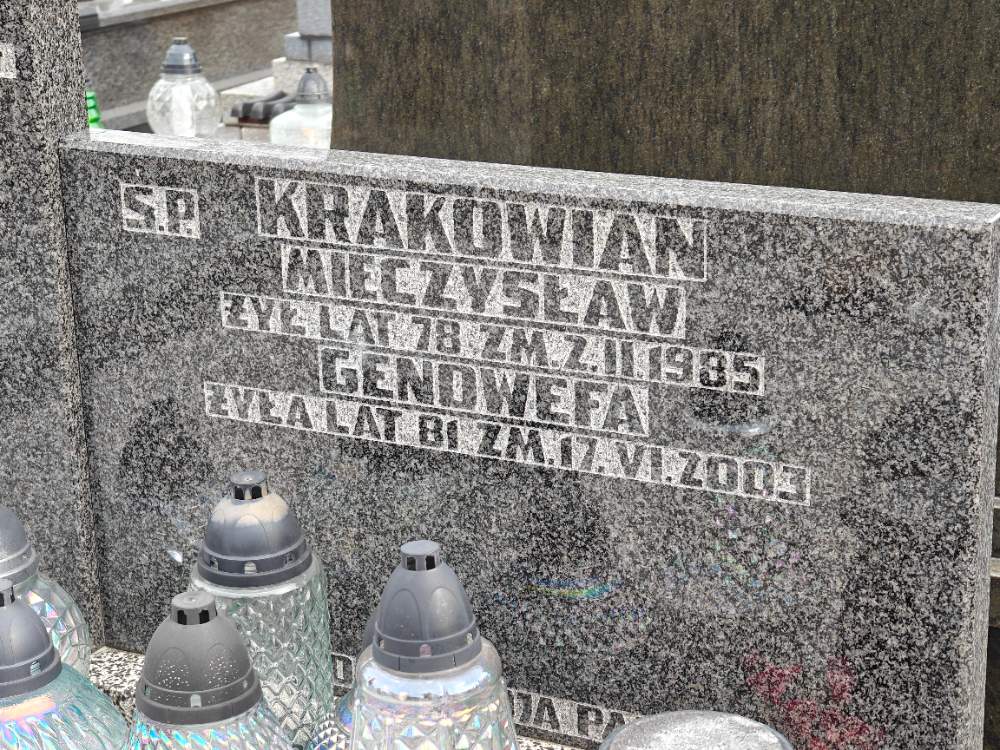 Ś.P. KRAKOWIAN
MIECZYSŁAW
ŻYŁ LAT 78 ZM.2.II.1985
GENOWEFA
ŻYŁA LAT 81 ZM.17.VI.2003